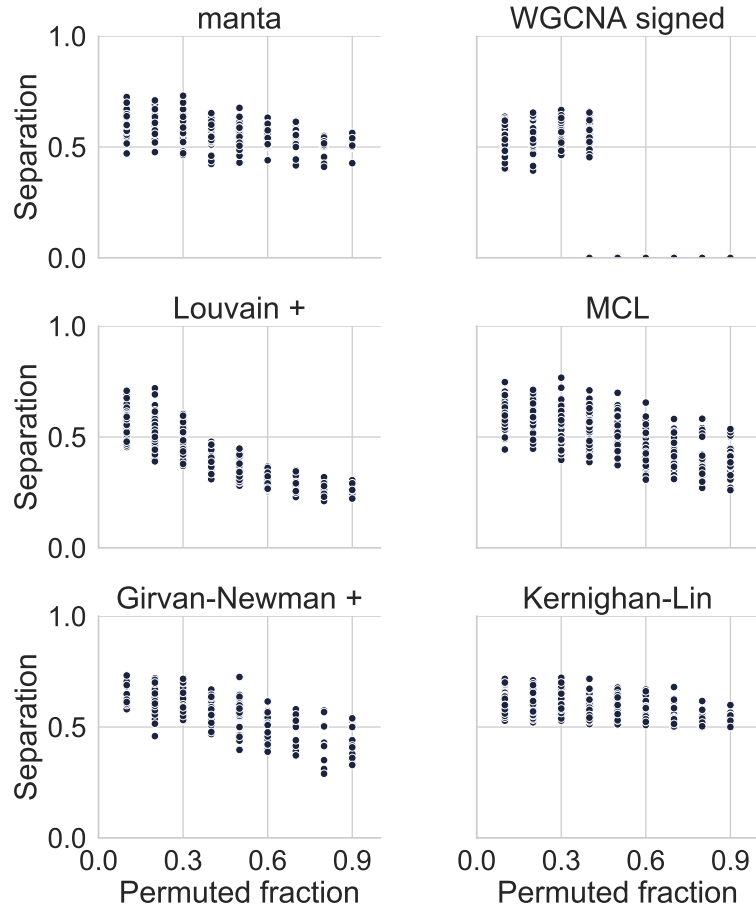 manta
WGCNA signed
1.0
Separation
0.5
0.0
Louvain +
MCL
1.0
Separation
0.5
0.0
Girvan-Newman +
Kernighan-Lin
1.0
Separation
0.5
0.0
0.0 0.3 0.6 0.9
0.0 0.3 0.6 0.9
Permuted fraction
Permuted fraction